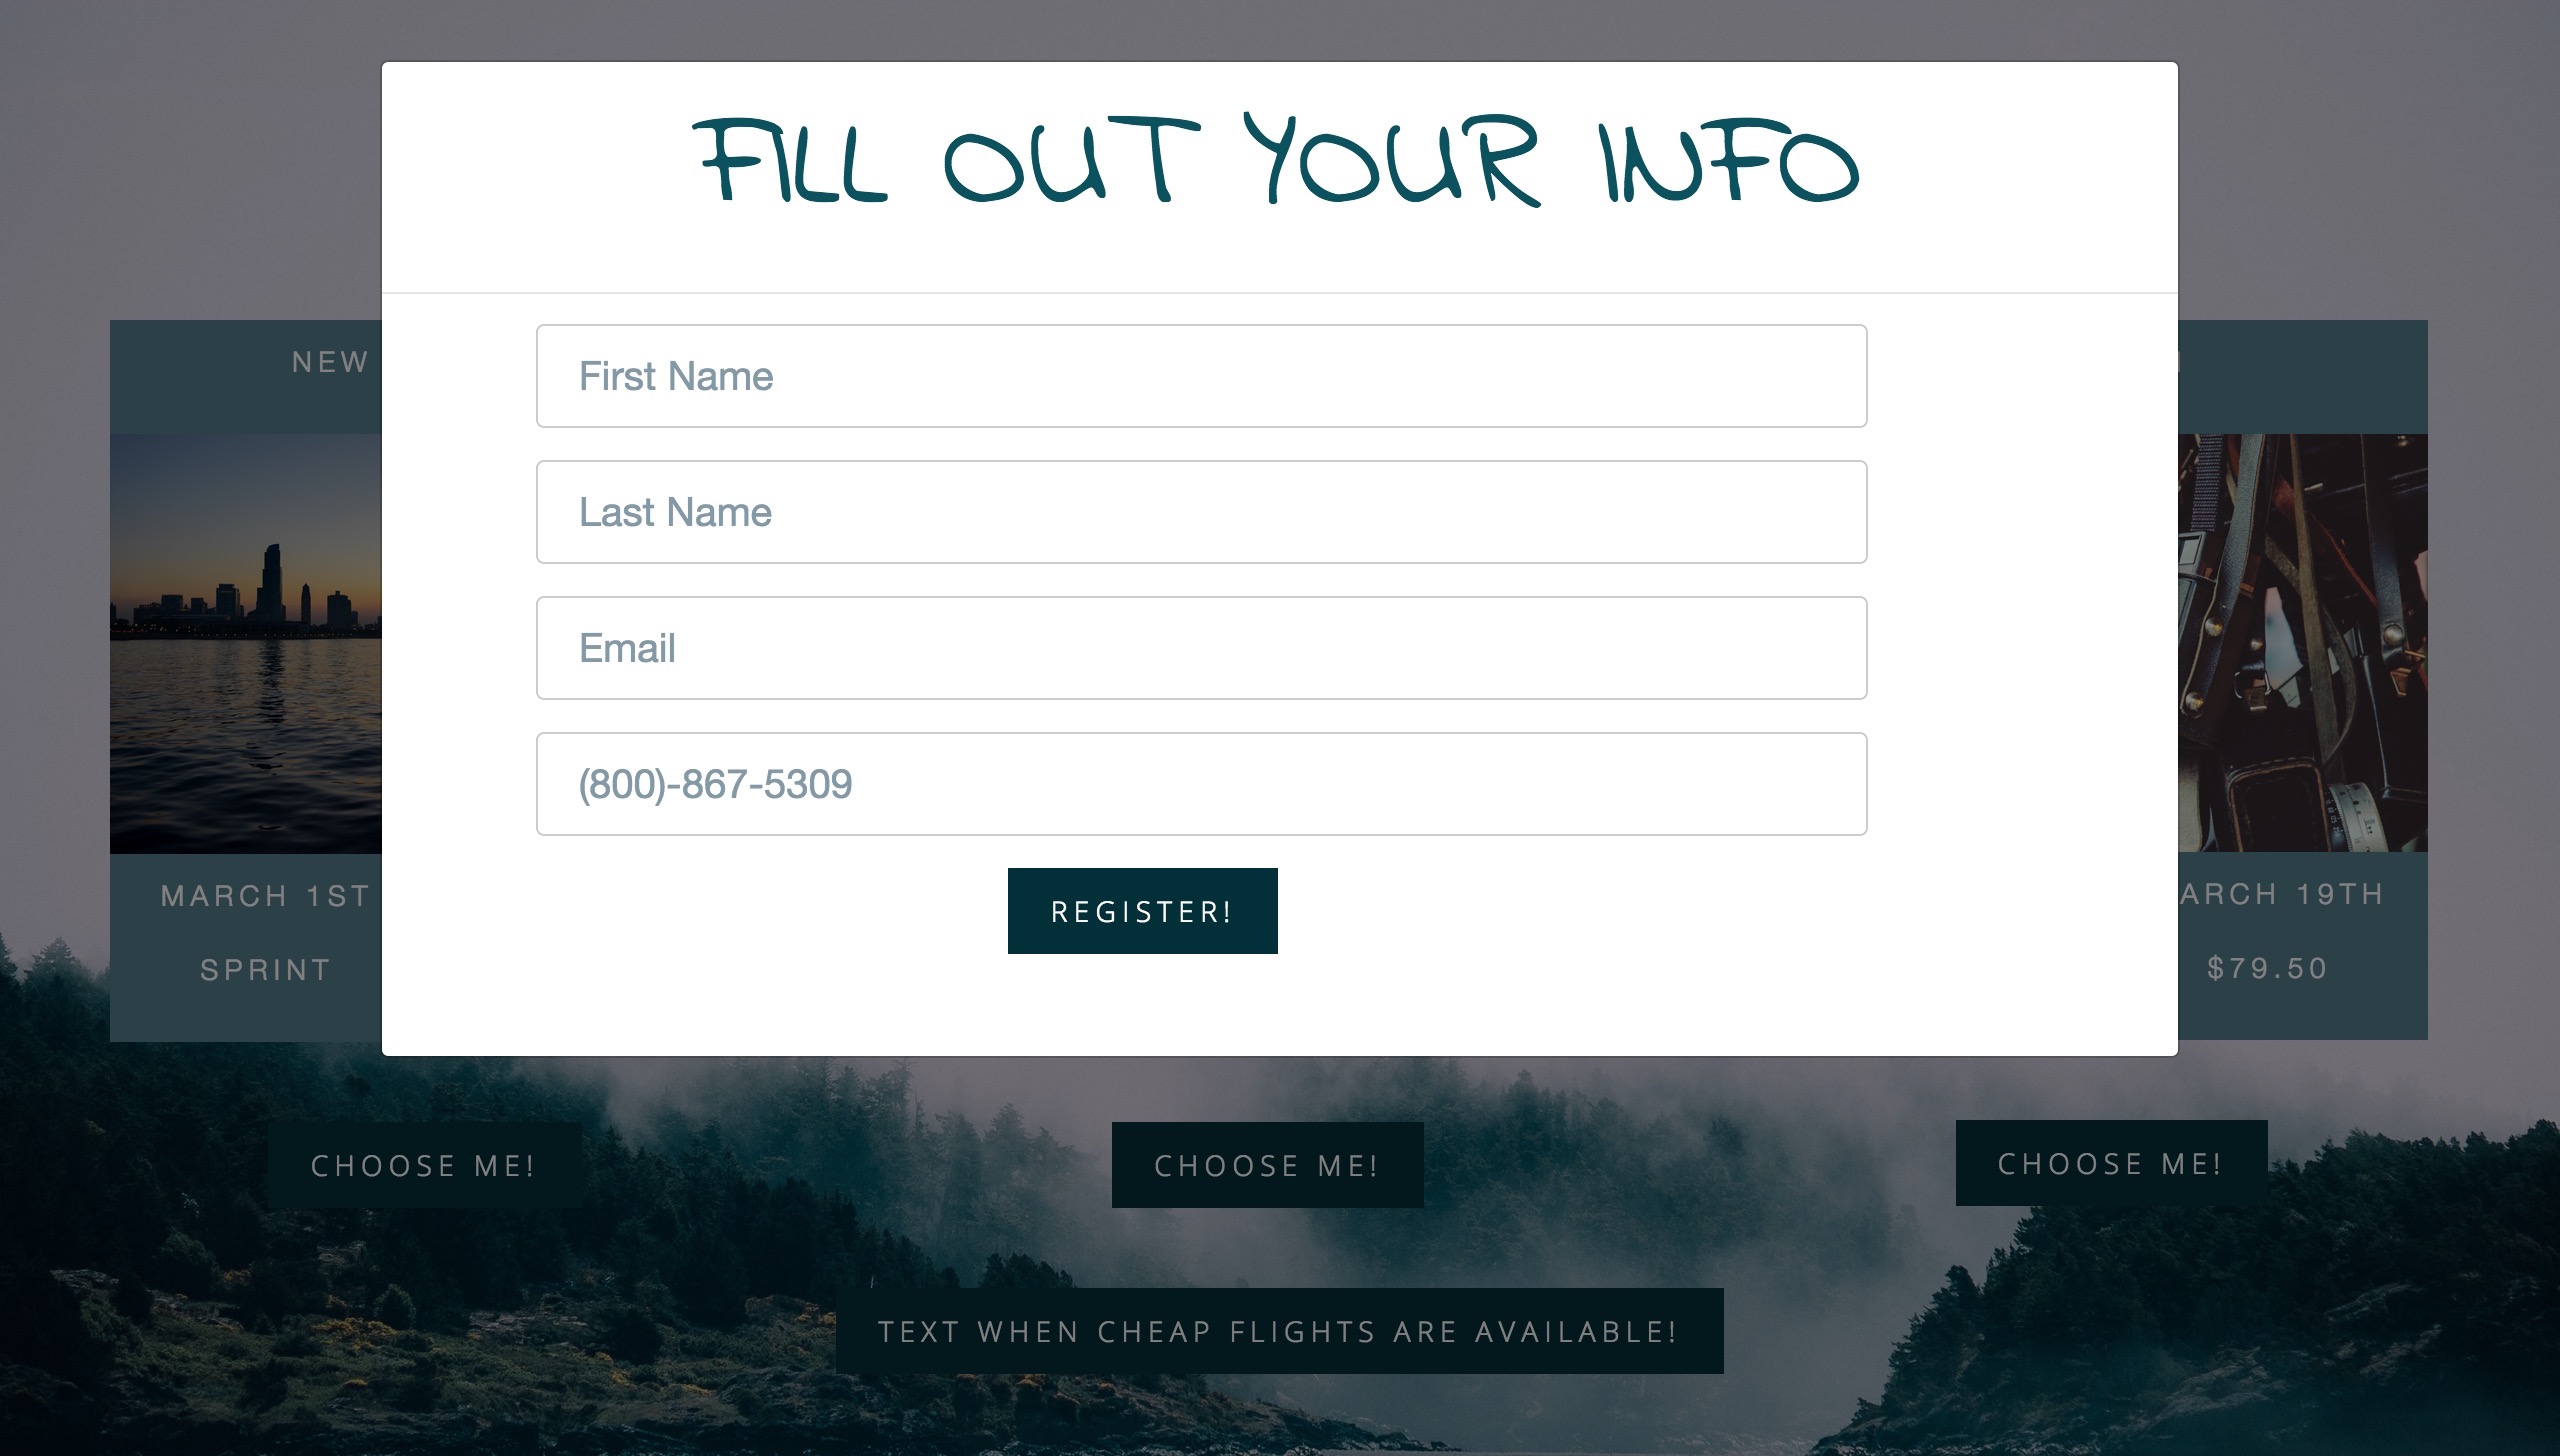 FILL OUT YOUR INFO
NEW
First Name
Last Name
Email
(800)-867-5309
REGISTER!
MARCH 1ST
ARCH 19TH
SPRINT
$79.50
CHOOSE ME!
CHOOSE ME!
CHOOSE ME!
TEXT WHEN CHEAP FLIGHTS ARE AVAILABLE!